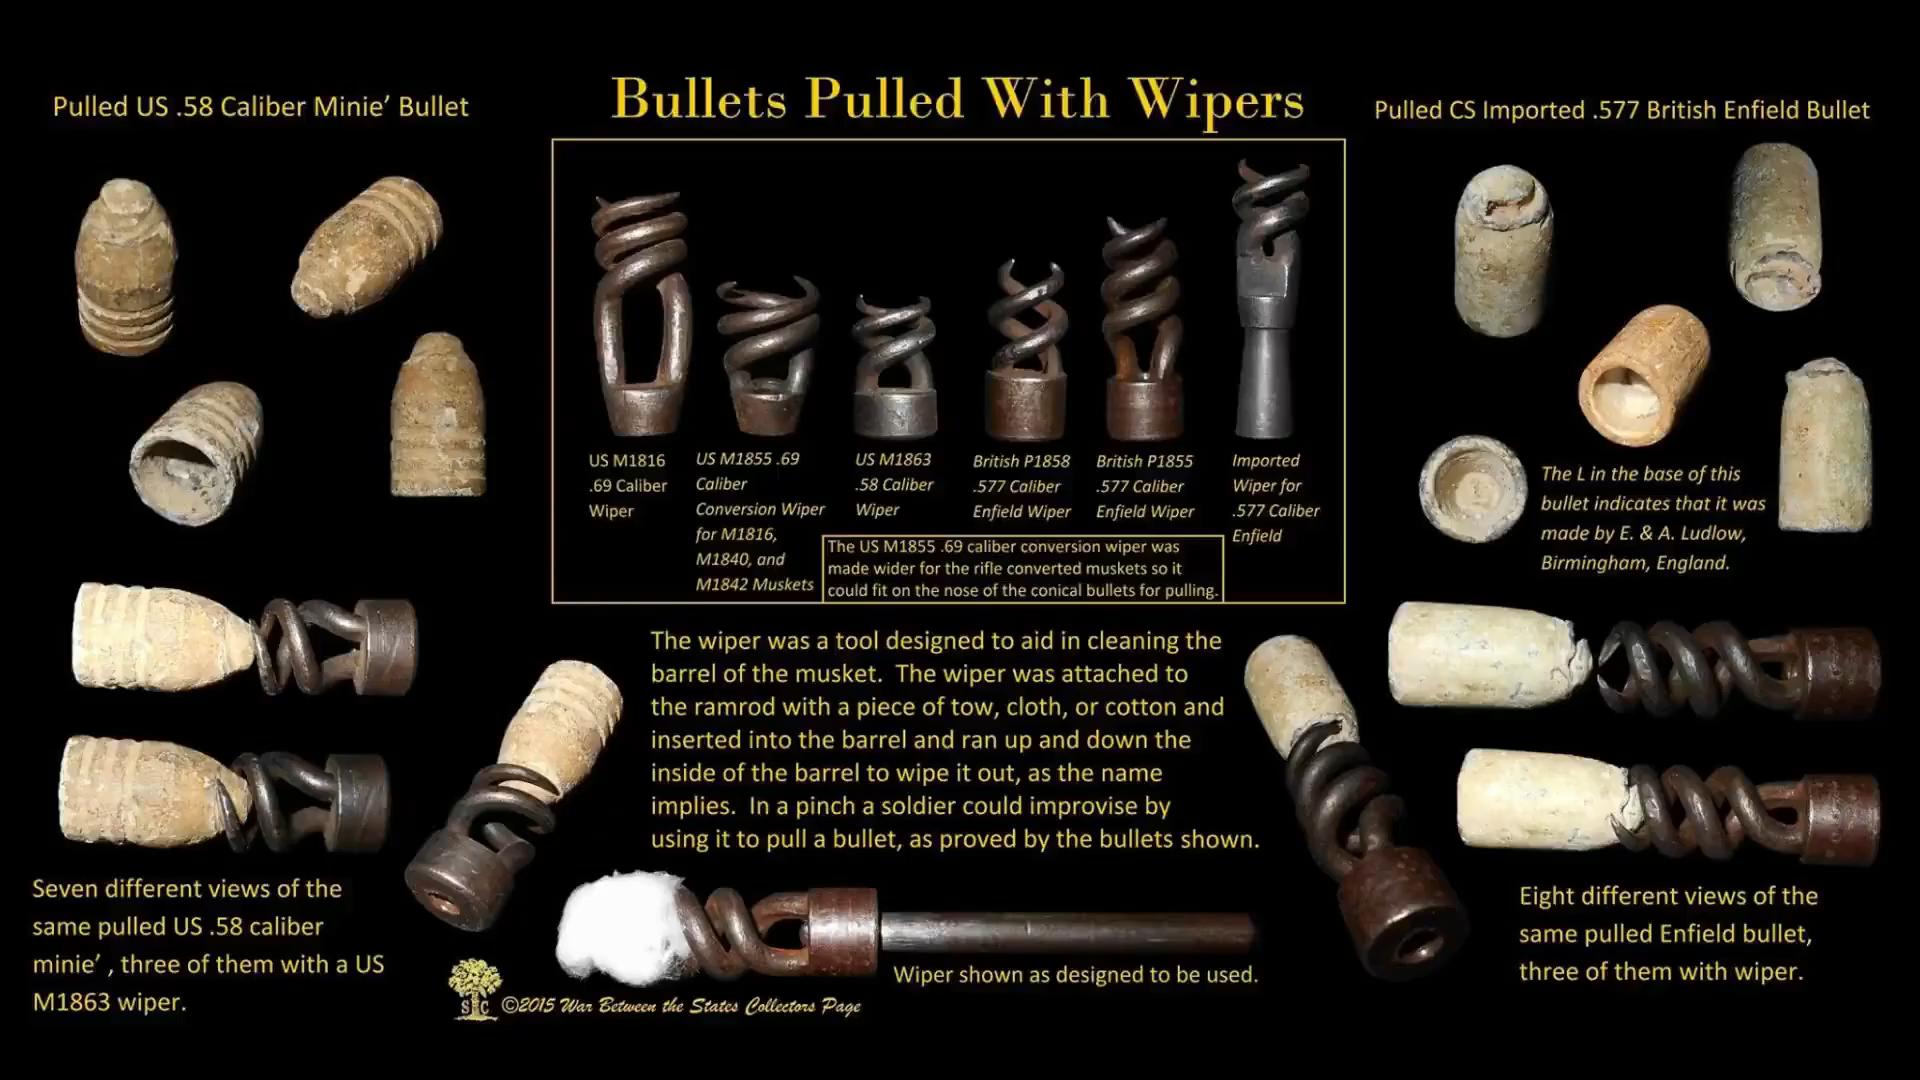 Bullets Pulled With Wipers
Pulled US .58 Caliber Minie’ Bullet
Pulled CS Imported .577 British Enfield Bullet
US M1816
.69 Caliber
Wiper
US M1855 .69
Caliber
Conversion Wiper
for M1816,
M1840, and
M1842 Muskets
US M1863
.58 Caliber
Wiper
British P1858
.577 Caliber
Enfield Wiper
British P1855
.577 Caliber
Enfield Wiper
Imported
Wiper for
.577 Caliber
Enfield
The US M1855 .69 caliber conversion wiper was
made wider for the rifle converted muskets so it
could fit on the nose of the conical bullets for pulling.
The L in the base of this
bullet indicates that it was
made by E. & A. Ludlow,
Birmingham, England.
The wiper was a tool designed to aid in cleaning the
barrel of the musket.  The wiper was attached to
the ramrod with a piece of tow, cloth, or cotton and
inserted into the barrel and ran up and down the
inside of the barrel to wipe it out, as the name
implies.  In a pinch a soldier could improvise by
using it to pull a bullet, as proved by the bullets shown.
Seven different views of the
same pulled US .58 caliber
minie’ , three of them with a US
M1863 wiper.
Eight different views of the
same pulled Enfield bullet,
three of them with wiper.
Wiper shown as designed to be used.
S C
©2015 War Between the States Collectors Page